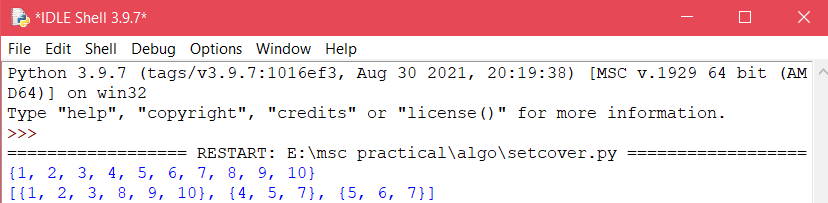 *IDLE Shell 3.9.7*
File Edit Shell Debug Options Window Help
Python 3.9.7 (tags/v3.9.7:1016ef3, Aug 30 2021, 20:19:38) [MSC v.1929 64 bit (AM
D64)] on win32
Type "help", "copyright", "credits" or "license()" for more information.
>>>
================== RESTART: E:\msc practical\algo\setcover.py ==================
{1, 2, 3, 4, 5, 6, 7, 8, 9, 10}
[{1, 2, 3, 8, 9, 10}, {4, 5, 7}, {5, 6, 7}]